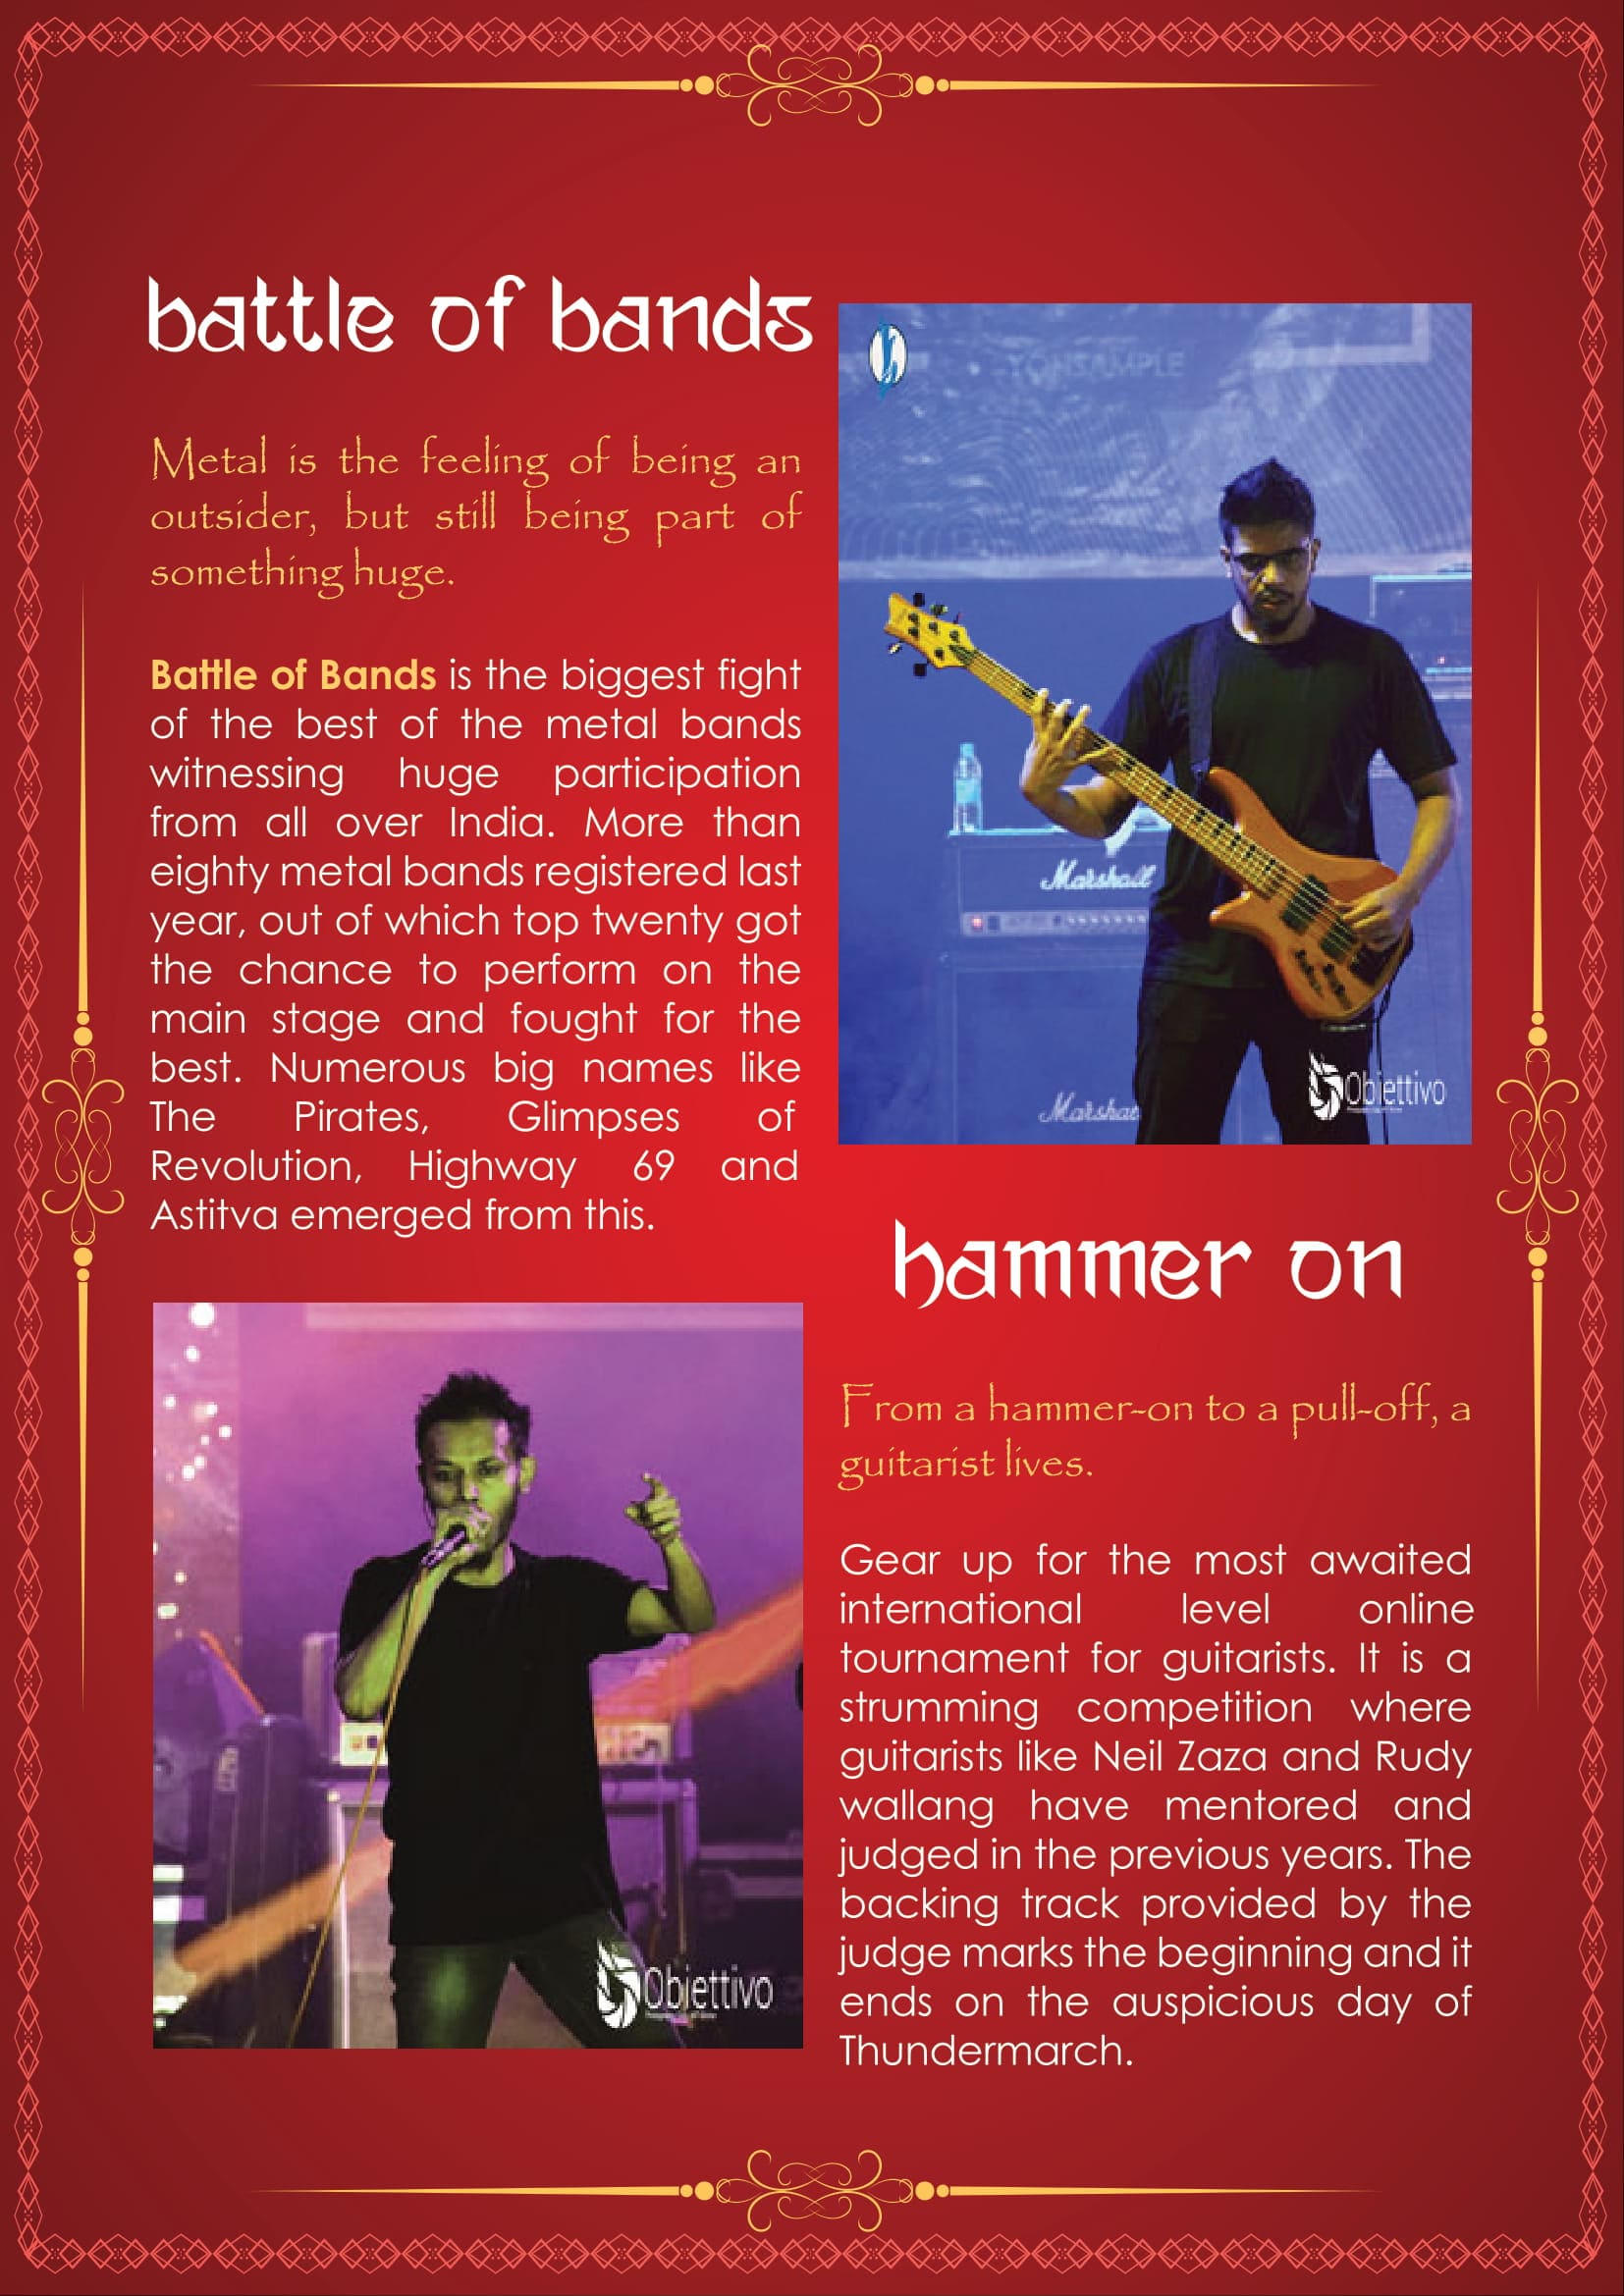 battle of bands
Metal is the feeling of being an
outsider, but still being part of
something huge.
Battle of Bands is the biggest fight
of the best of the metal bands
witnessing huge participation
from all over India. More than
eighty metal bands registered last
year, out of which top twenty got
the chance to perform on the
main stage and fought for the
best. Numerous big names like
The Pirates, Glimpses of
Revolution, Highway 69 and
Astitva emerged from this.
YONSAMPLE
Marshall
Marshal
Obiettivo
hammer on
From a hammer-on to a pull-off, a
guitarist lives.
Gear up for the most awaited
international level online
tournament for guitarists. It is a
strumming competition where
guitarists like Neil Zaza and Rudy
wallang have mentored and
judged in the previous years. The
backing track provided by the
judge marks the beginning and it
ends on the auspicious day of
Thundermarch.
Obiettivo